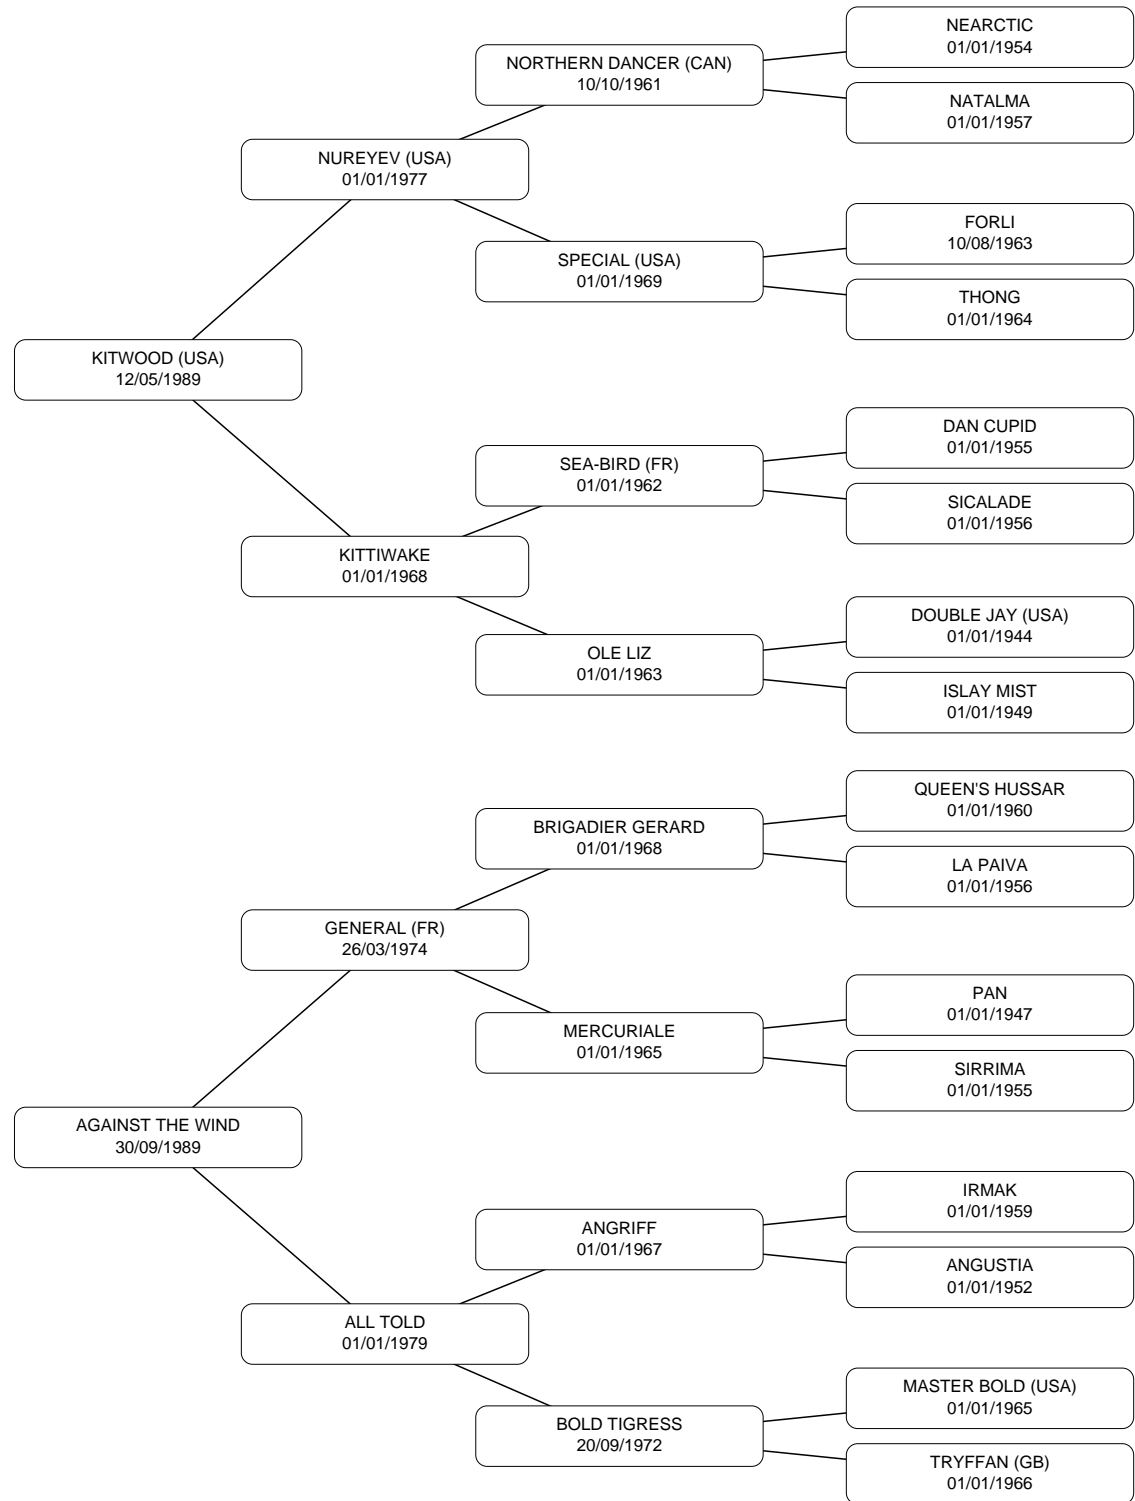 NEARCTIC
01/01/1954
NORTHERN DANCER (CAN)
10/10/1961
NATALMA
01/01/1957
NUREYEV (USA)
01/01/1977
FORLI
10/08/1963
SPECIAL (USA)
01/01/1969
THONG
01/01/1964
KITWOOD (USA)
12/05/1989
DAN CUPID
01/01/1955
SEA-BIRD (FR)
01/01/1962
SICALADE
01/01/1956
KITTIWAKE
01/01/1968
DOUBLE JAY (USA)
01/01/1944
OLE LIZ
01/01/1963
ISLAY MIST
01/01/1949
QUEEN'S HUSSAR
01/01/1960
BRIGADIER GERARD
01/01/1968
LA PAIVA
01/01/1956
GENERAL (FR)
26/03/1974
PAN
01/01/1947
MERCURIALE
01/01/1965
SIRRIMA
01/01/1955
AGAINST THE WIND
30/09/1989
IRMAK
01/01/1959
ANGRIFF
01/01/1967
ANGUSTIA
01/01/1952
ALL TOLD
01/01/1979
MASTER BOLD (USA)
01/01/1965
BOLD TIGRESS
20/09/1972
TRYFFAN (GB)
01/01/1966